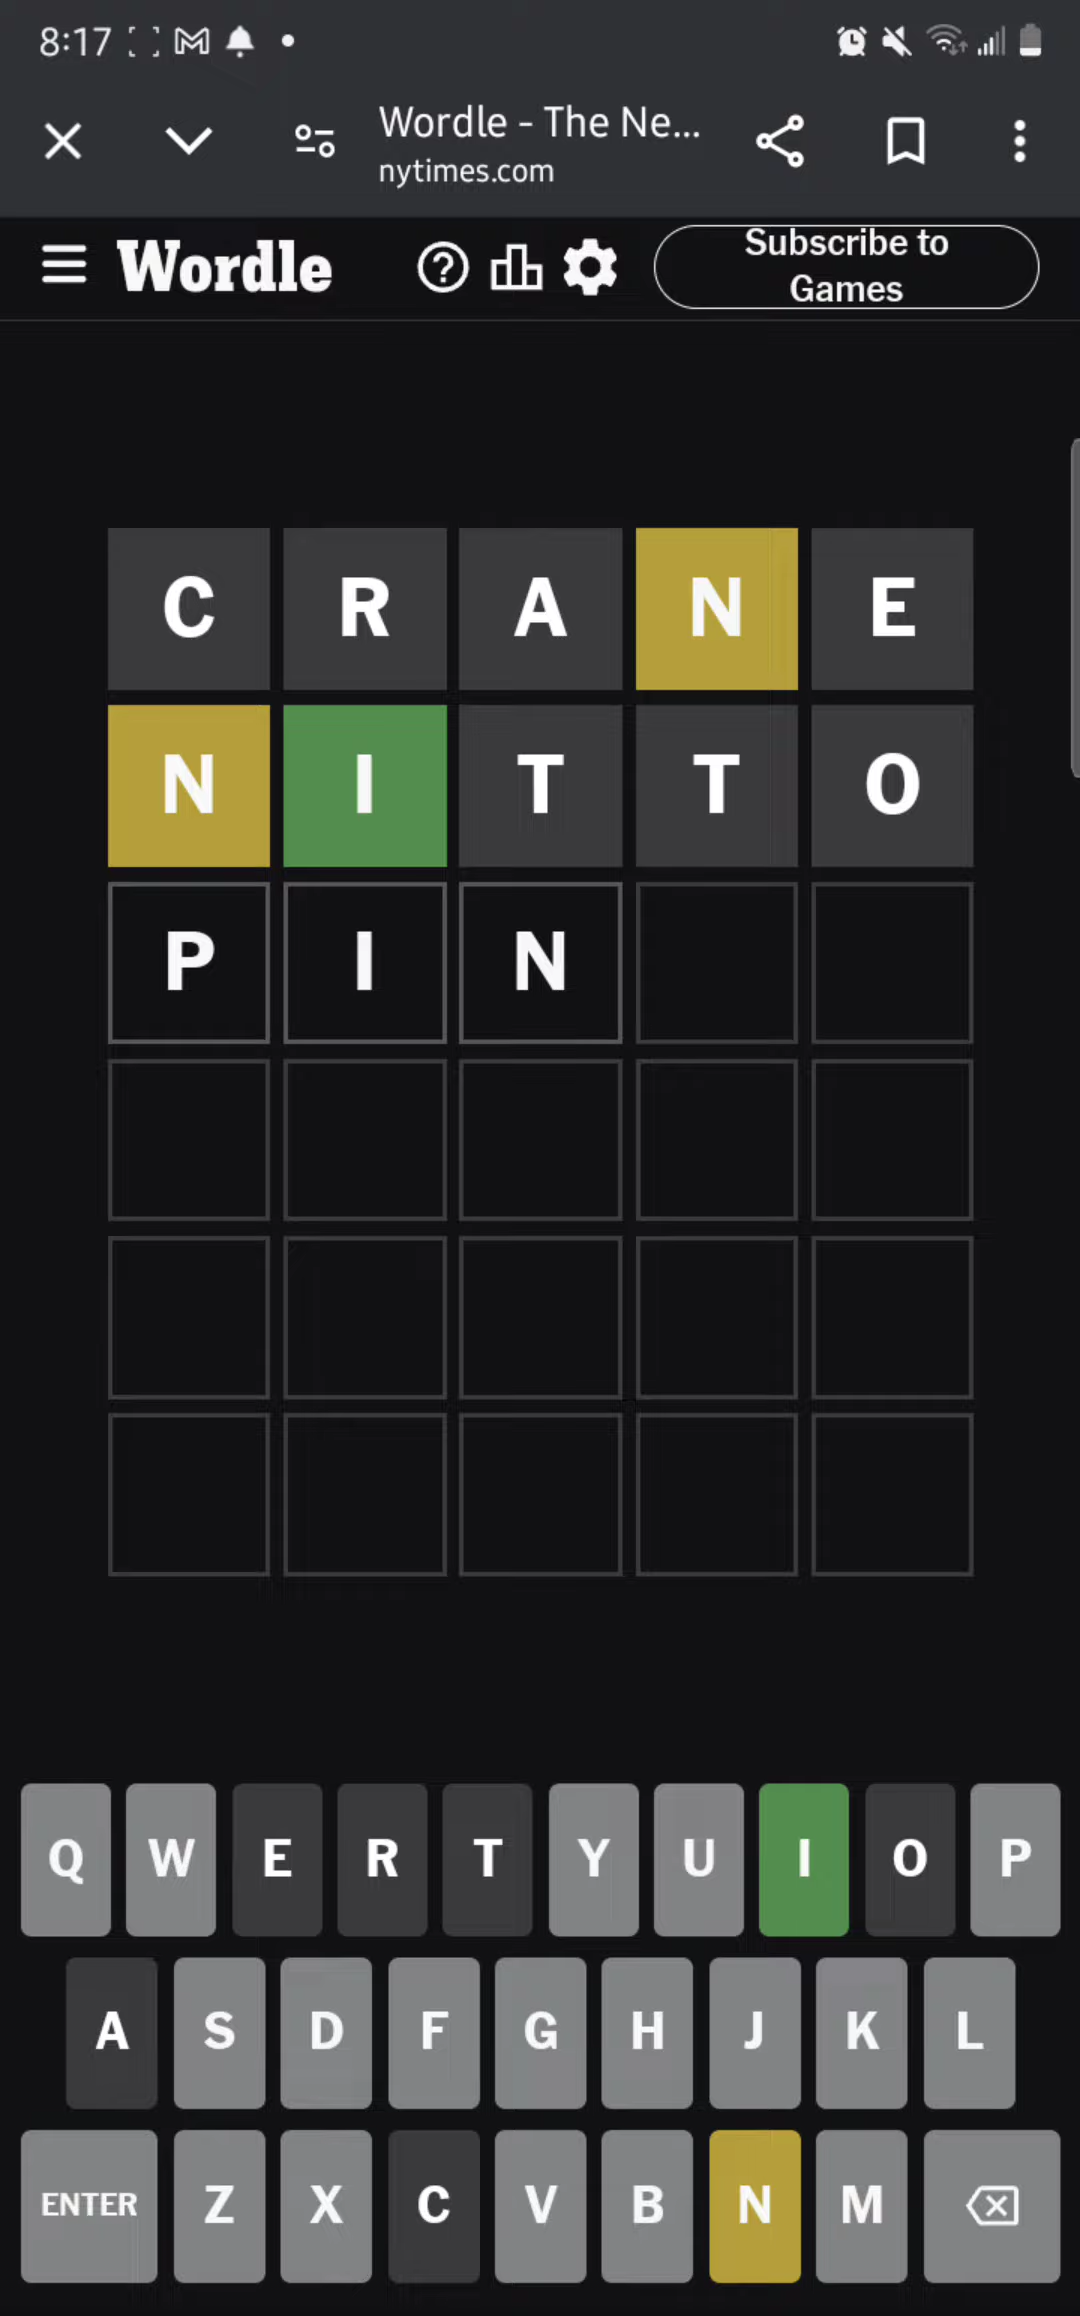 8:17
Wordle - The Ne...
nytimes.com
Wordle
Subscribe to
Games
C R A N E
N I T T O
P I N
Q W E R T Y U I O P
A S D F G H J K L
ENTER Z X C V B N M